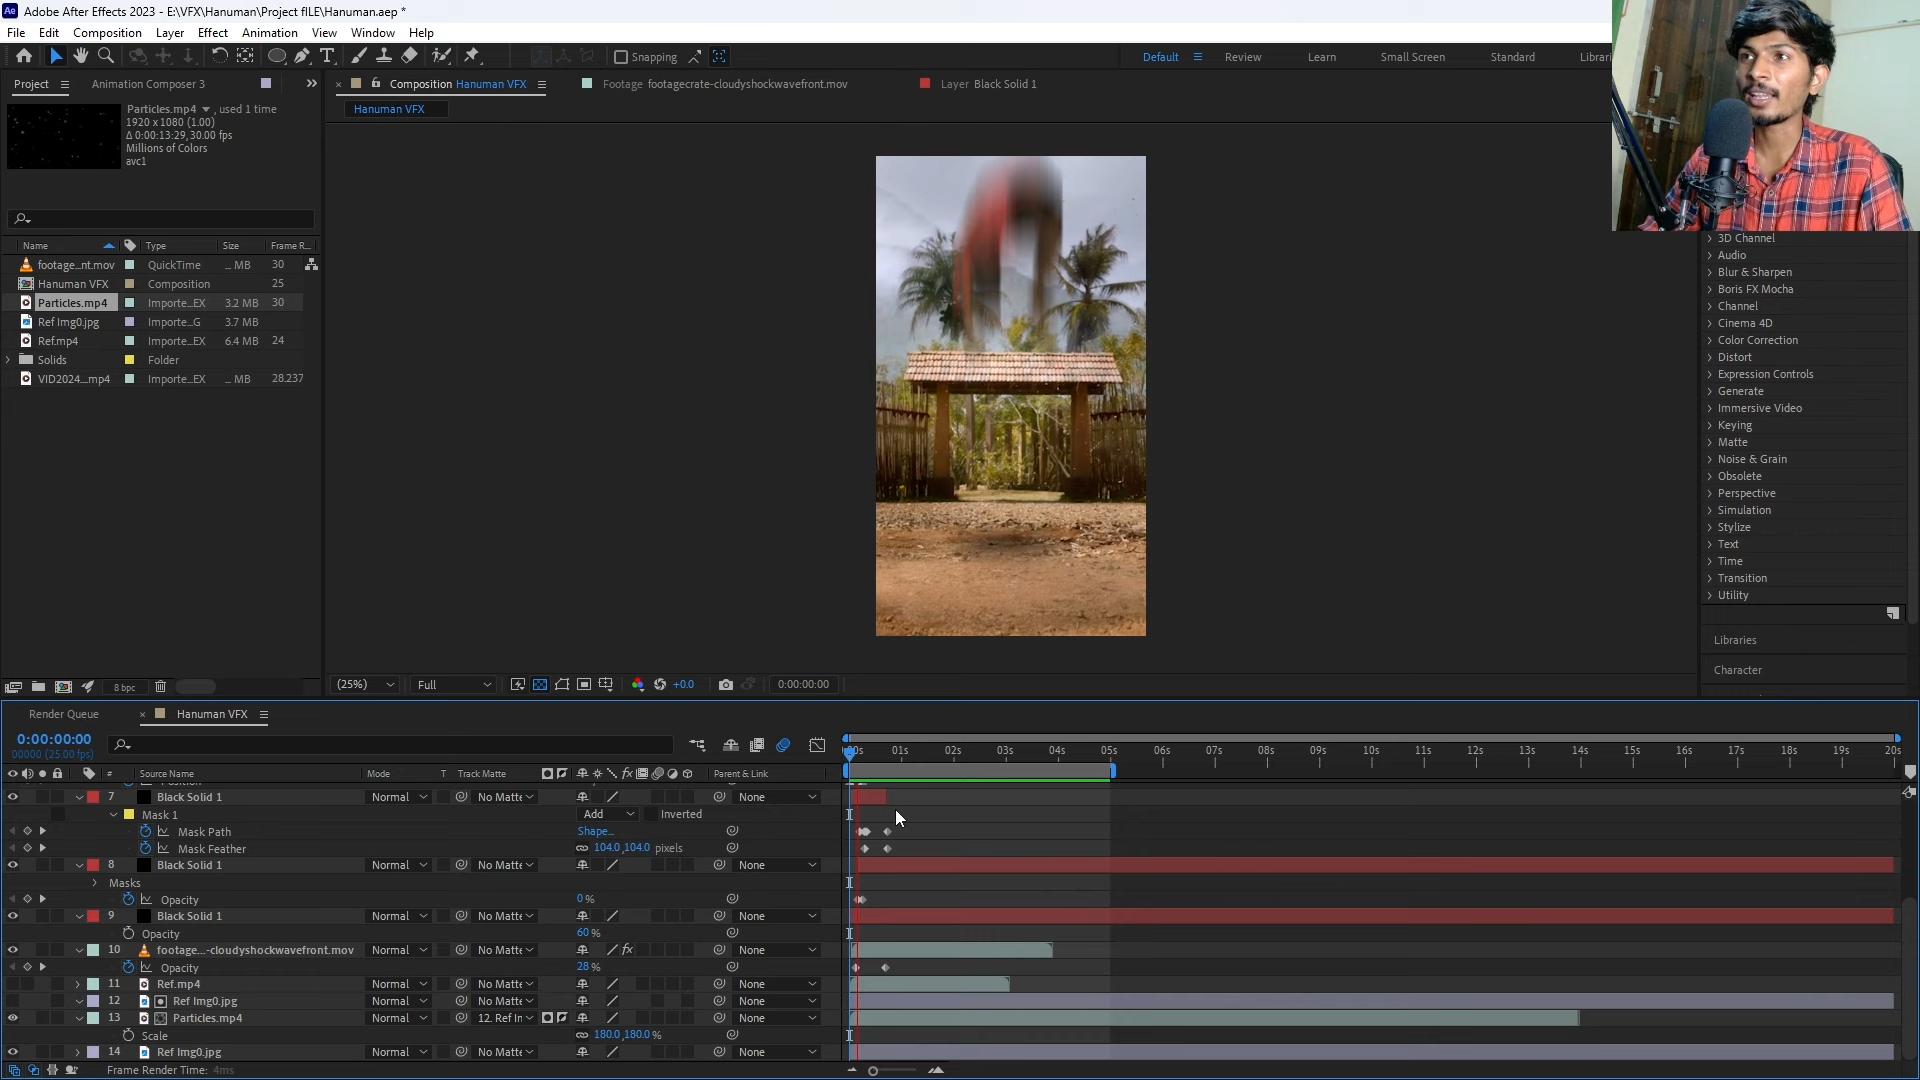 Ae Adobe After Effects 2023 - E:\VFX\Hanuman\Project fILE\Hanuman.aep *
File Edit Composition Layer Effect Animation View Window Help
Snapping Default Review Learn Small Screen Standard Librari
Project Animation Composer 3 Composition Hanuman VFX Footage footagecrate-cloudyshockwavefront.mov Layer Black Solid 1
Particles.mp4 , used 1 time
1920 x 1080 (1.00)
Δ 0:00:13:29, 30.00 fps
Millions of Colors
avc1
Hanuman VFX
Name Type Size Frame R...
footage...nt.mov QuickTime ... MB 30
Hanuman VFX Composition 25
Particles.mp4 Importe...EX 3.2 MB 30
Ref Img0.jpg Importe...G 3.7 MB
Ref.mp4 Importe...EX 6.4 MB 24
Solids Folder
VID2024....mp4 Importe...EX ... MB 28.237
8 bpc
(25%) Full +0.0 0:00:00:00
3D Channel
Audio
Blur & Sharpen
Boris FX Mocha
Channel
Cinema 4D
Color Correction
Distort
Expression Controls
Generate
Immersive Video
Keying
Matte
Noise & Grain
Obsolete
Perspective
Simulation
Stylize
Text
Time
Transition
Utility
Libraries
Character
Render Queue Hanuman VFX
0:00:00:00
00000 (25.00 fps)
01s 02s 03s 04s 05s 06s 07s 08s 09s 10s 11s 12s 13s 14s 15s 16s 17s 18s 19s 20s
# Source Name Mode T Track Matte fx Parent & Link
7 Black Solid 1 Normal No Matte None
Mask 1 Add Inverted
Mask Path Shape...
Mask Feather 104.0,104.0 pixels
8 Black Solid 1 Normal No Matte None
Masks
Opacity 0 %
9 Black Solid 1 Normal No Matte None
Opacity 60 %
10 footage...-cloudyshockwavefront.mov Normal No Matte fx None
Opacity 28 %
11 Ref.mp4 Normal No Matte None
12 Ref Img0.jpg Normal No Matte None
13 Particles.mp4 Normal 12. Ref In None
Scale 180.0,180.0 %
14 Ref Img0.jpg Normal No Matte None
Frame Render Time: 4ms